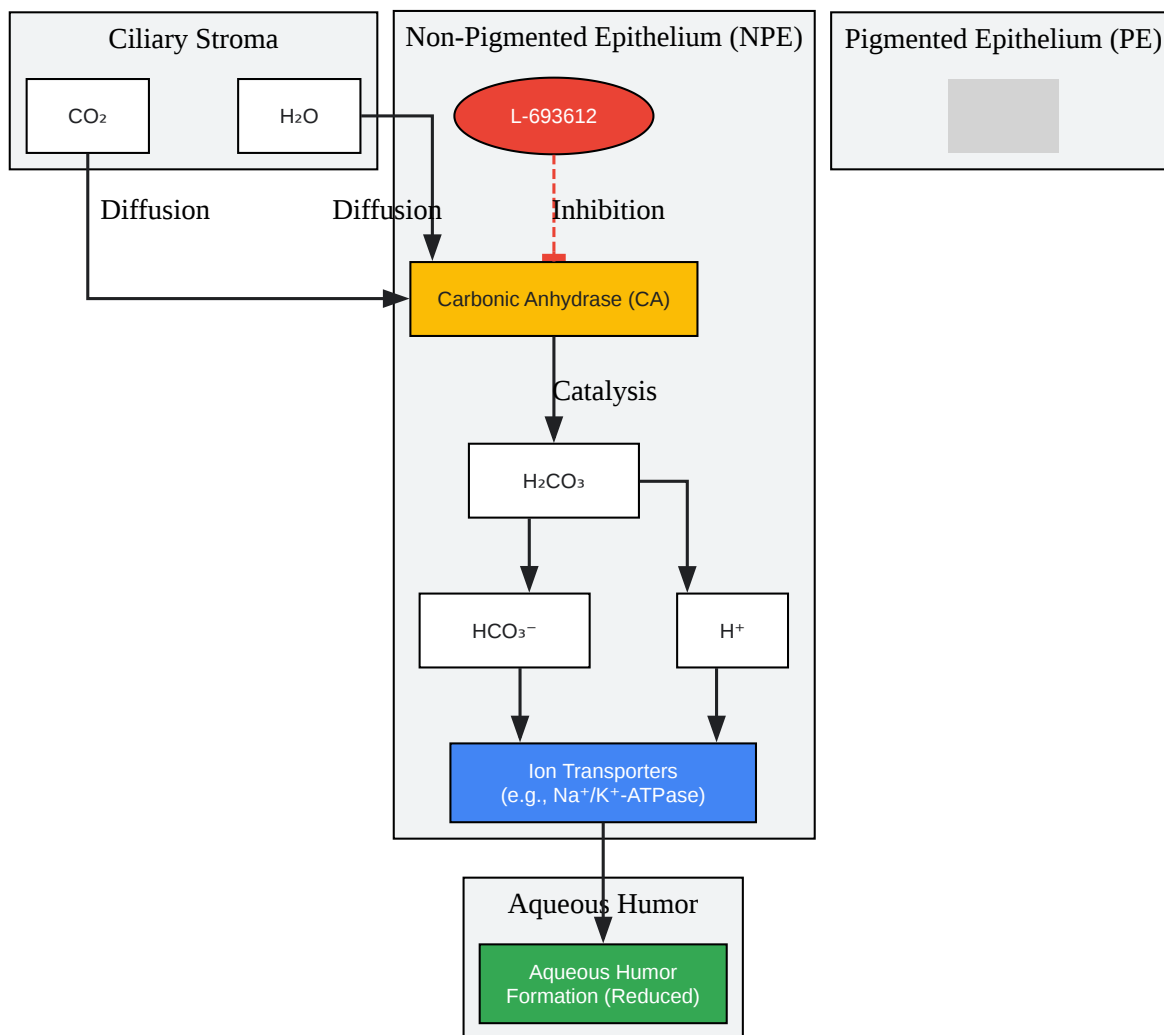 Ciliary Stroma
Non-Pigmented Epithelium (NPE)
Pigmented Epithelium (PE)
CO₂
H₂O
L-693612
Diffusion
Diffusion
Inhibition
Carbonic Anhydrase (CA)
Catalysis
H₂CO₃
HCO₃⁻
H⁺
Ion Transporters
(e.g., Na⁺/K⁺-ATPase)
Aqueous Humor
Aqueous Humor
Formation (Reduced)